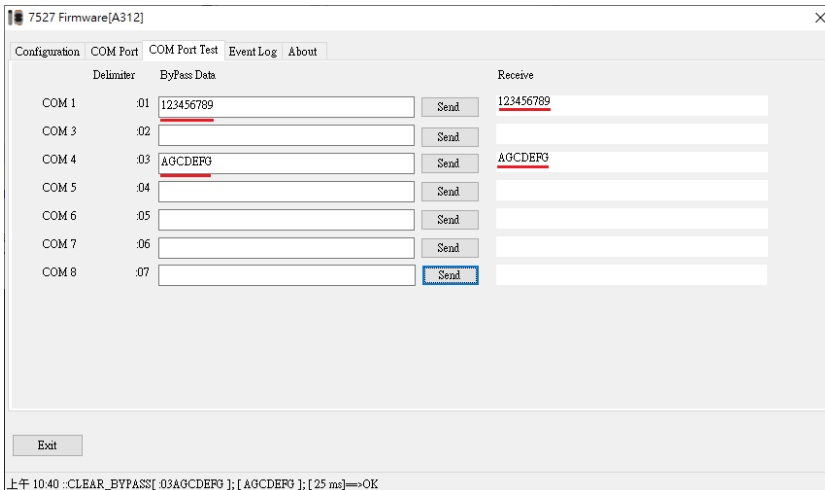 7527 Firmware[A312]
Configuration COM Port COM Port Test Event Log About
Delimiter ByPass Data Receive
COM 1 :01 123456789 Send 123456789
COM 3 :02 Send
COM 4 :03 AGCDEFG Send AGCDEFG
COM 5 :04 Send
COM 6 :05 Send
COM 7 :06 Send
COM 8 :07 Send
Exit
上午 10:40 ::CLEAR_BYPASS[ :03AGCDEFG ]; [ AGCDEFG ]; [ 25 ms]==>OK